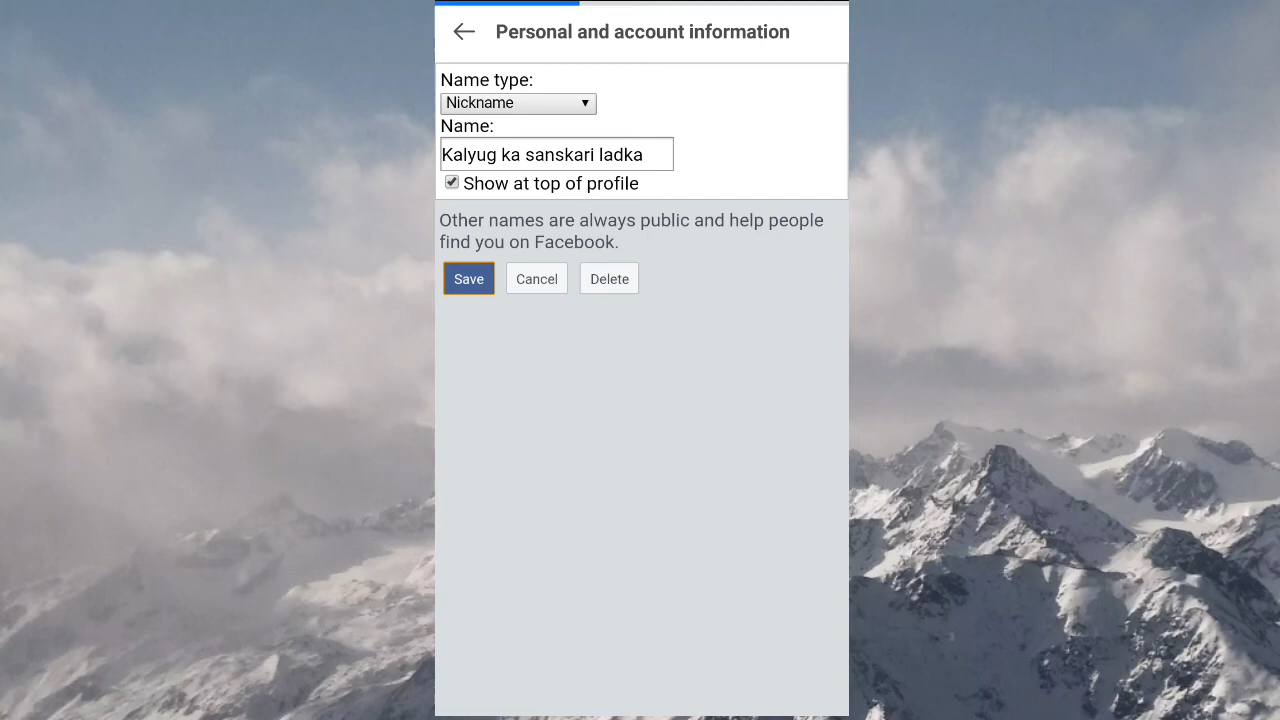 Personal and account information
Name type:
Nickname
Name:
Kalyug ka sanskari ladka
Show at top of profile
Other names are always public and help people
find you on Facebook.
Save Cancel Delete